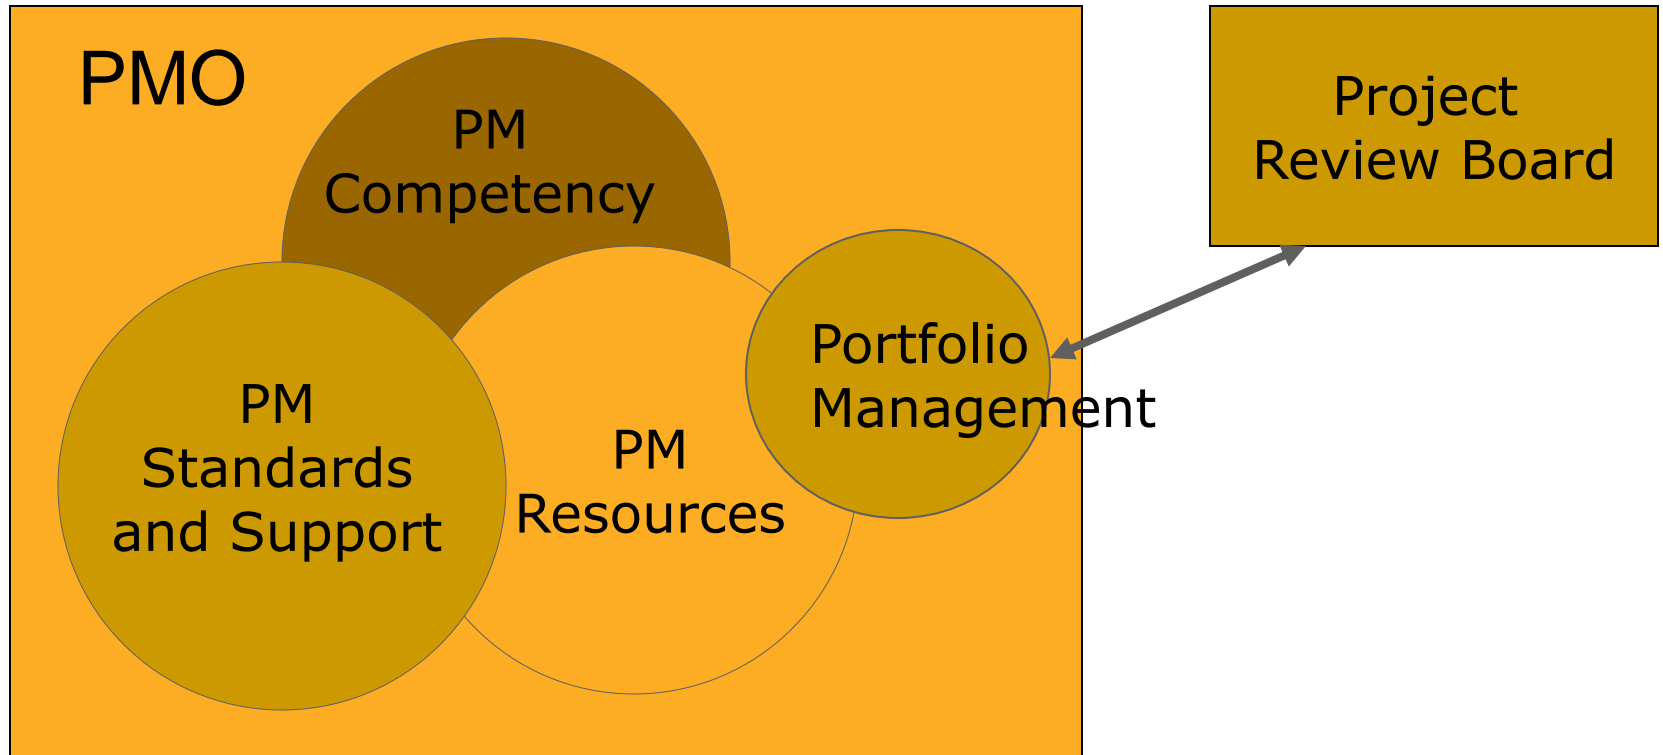 PMO
PM
Competency
Project
Review Board
Portfolio
Management
PM
Standards
and Support
PM
Resources